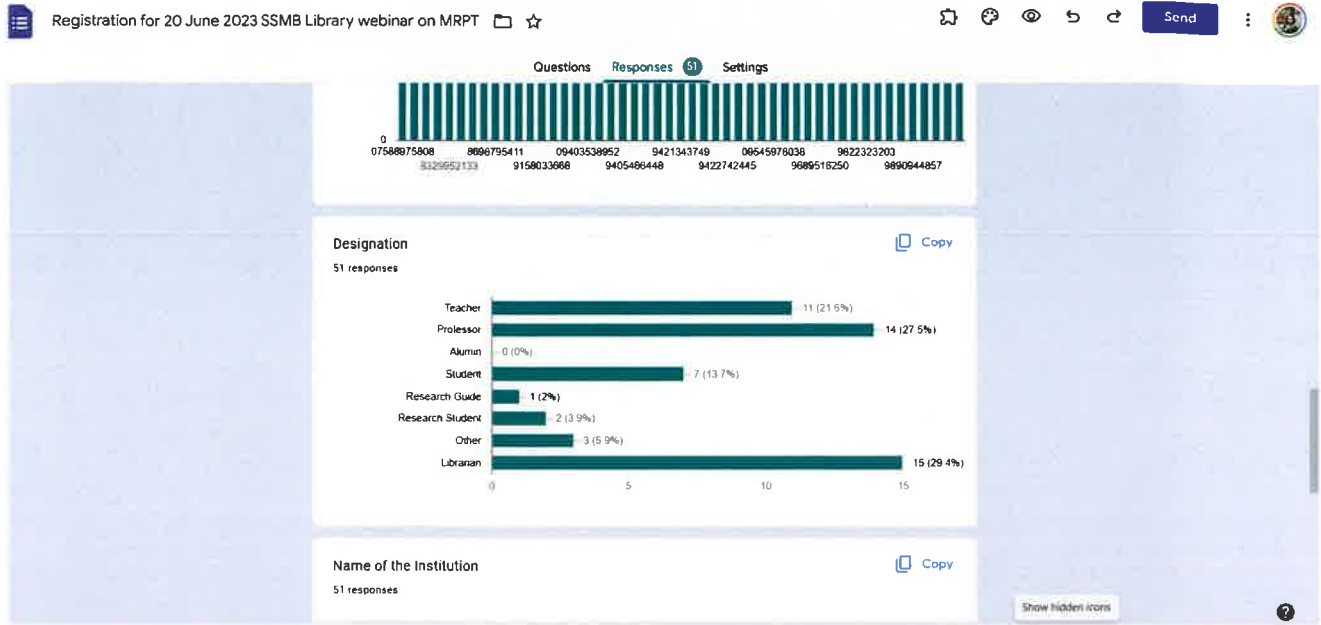 Registration for 20 June 2023 SSMB Library webinar on MRPT
Send
Questions Responses 51 Settings
0
07588975808 8696795411 09403538952 9421343749 09545978038 9822323203
8329952133 9158033668 9405486448 9422742445 9689516250 9890944857
Designation Copy
51 responses
Teacher 11 (21 6%)
Professor 14 (27 5%)
Alumin 0 (0%)
Student 7 (13 7%)
Research Guide 1 (2%)
Research Student 2 (3 9%)
Other 3 (5 9%)
Librarian 15 (29 4%)
0 5 10 15
Name of the Institution Copy
51 responses
Show hidden icons